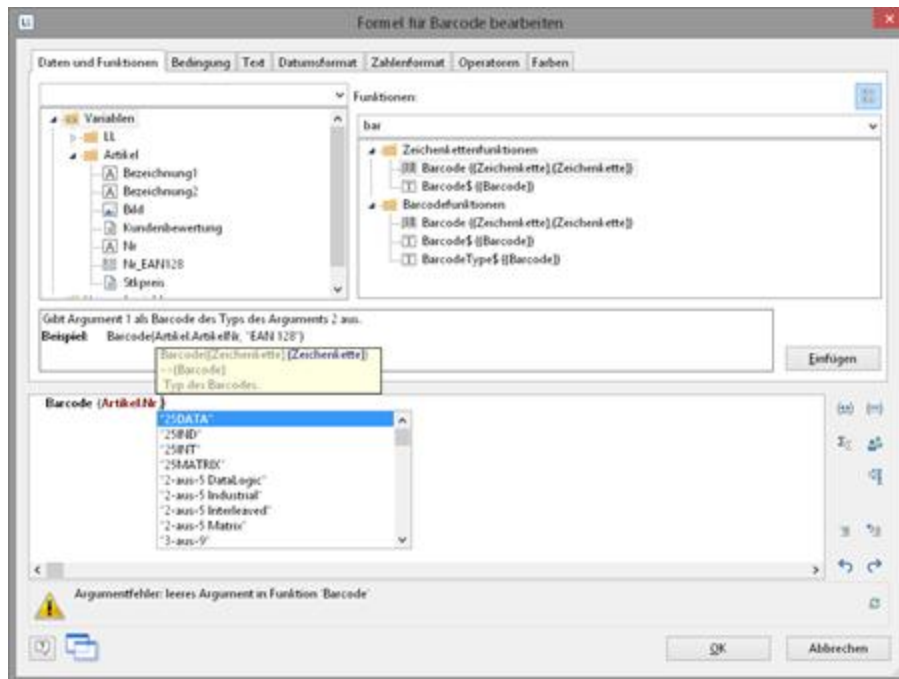 Formel für Barcode bearbeiten
Daten und Funktionen Bedingung Text Datumsformat Zahlenformat Operatoren Farben
Funktionen:
bar
Variablen
LL
Artikel
Bezeichnung1
Bezeichnung2
Bild
Kundenbewertung
Nr
Nr_EAN128
Stkpreis
Zeichenkettenfunktionen
Barcode ({Zeichenkette},{Zeichenkette})
Barcode$ ({Barcode})
Barcodefunktionen
Barcode ({Zeichenkette},{Zeichenkette})
Barcode$ ({Barcode})
BarcodeType$ ({Barcode})
Gibt Argument 1 als Barcode des Typs des Arguments 2 aus.
Beispiel: Barcode(Artikel.ArtikelNr, "EAN 128")
Barcode({Zeichenkette},{Zeichenkette})
-->{Barcode}
Typ des Barcodes.
Einfügen
Barcode (Artikel.Nr,)
"25DATA"
"25IND"
"25INT"
"25MATRIX"
"2-aus-5 DataLogic"
"2-aus-5 Industrial"
"2-aus-5 Interleaved"
"2-aus-5 Matrix"
"3-aus-9"
Argumentfehler: leeres Argument in Funktion 'Barcode'
OK
Abbrechen